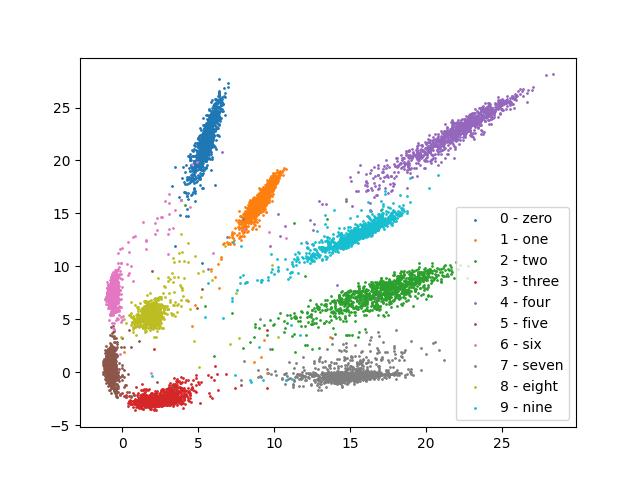 25
20
15
10
5
0
−5
0
5
10
15
20
25
0 - zero
1 - one
2 - two
3 - three
4 - four
5 - five
6 - six
7 - seven
8 - eight
9 - nine